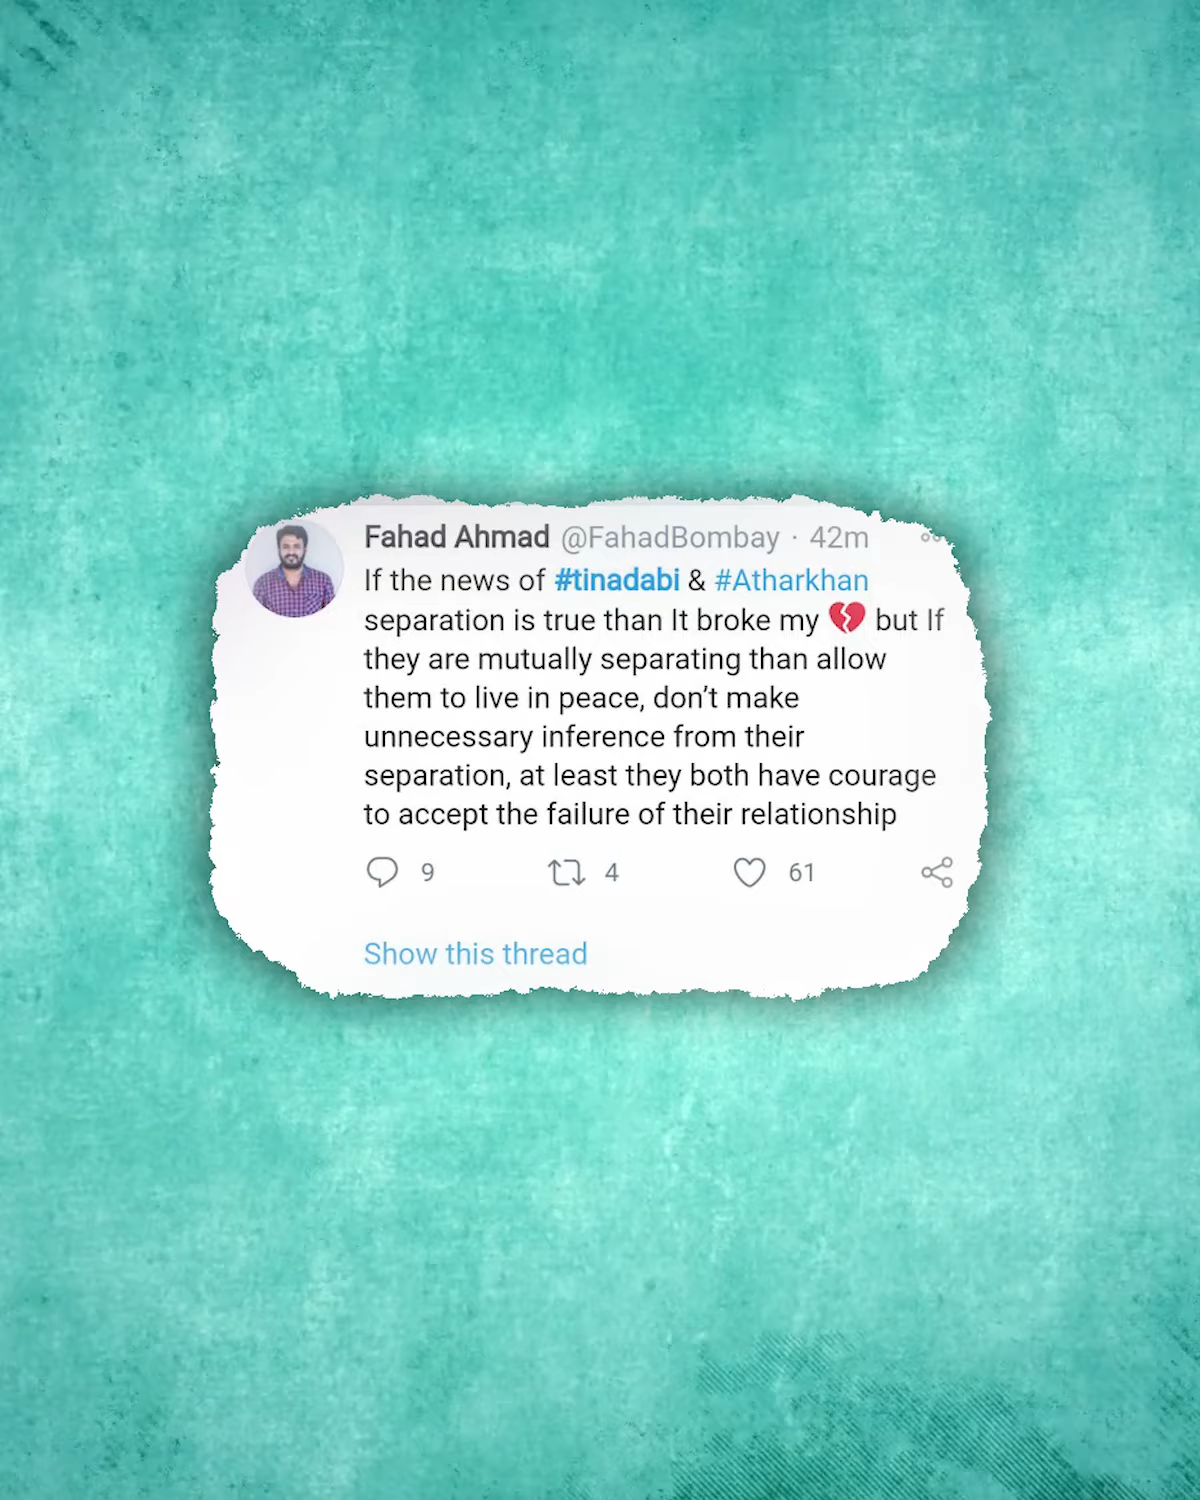 Fahad Ahmad @FahadBombay · 42m
If the news of #tinadabi & #Atharkhan
separation is true than It broke my 💔 but If
they are mutually separating than allow
them to live in peace, don’t make
unnecessary inference from their
separation, at least they both have courage
to accept the failure of their relationship
9 4 61
Show this thread